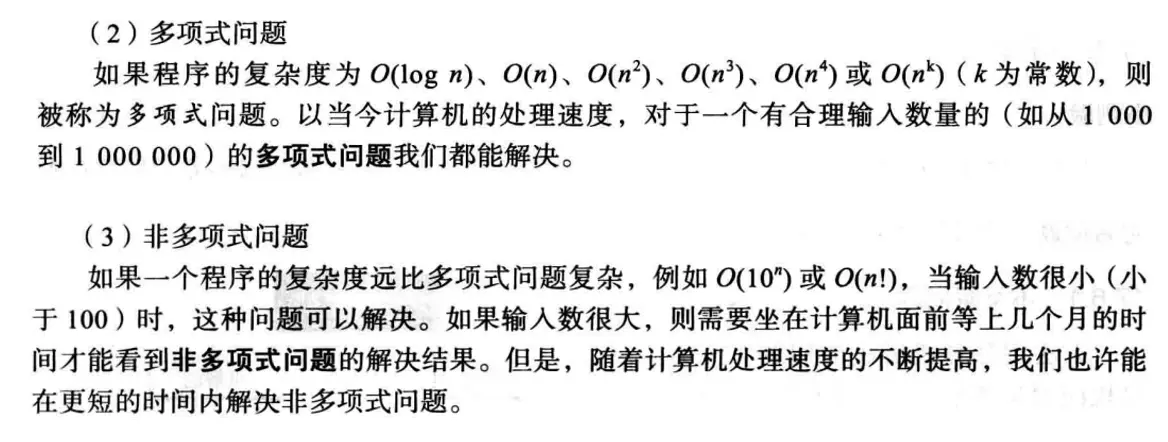 （2）多项式问题
如果程序的复杂度为 O(log n)、O(n)、O(n²)、O(n³)、O(n⁴) 或 O(nᵏ)（k 为常数），则
被称为多项式问题。以当今计算机的处理速度，对于一个有合理输入数量的（如从 1 000
到 1 000 000）的多项式问题我们都能解决。
（3）非多项式问题
如果一个程序的复杂度远比多项式问题复杂，例如 O(10ⁿ) 或 O(n!)，当输入数很小（小
于 100）时，这种问题可以解决。如果输入数很大，则需要坐在计算机面前等上几个月的时
间才能看到非多项式问题的解决结果。但是，随着计算机处理速度的不断提高，我们也许能
在更短的时间内解决非多项式问题。